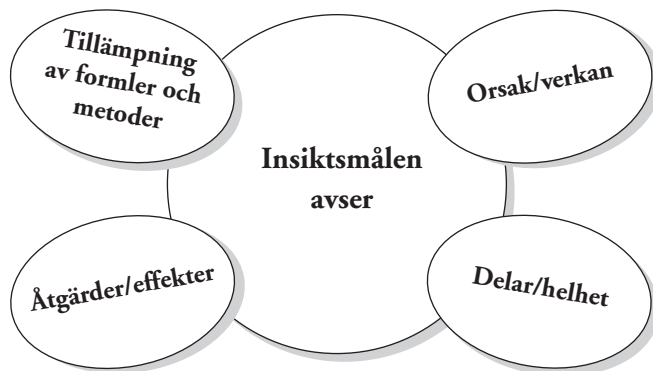 Tillämpning
av formler och
metoder
Orsak/verkan
Insiktsmålen
avser
Åtgärder/effekter
Delar/helhet